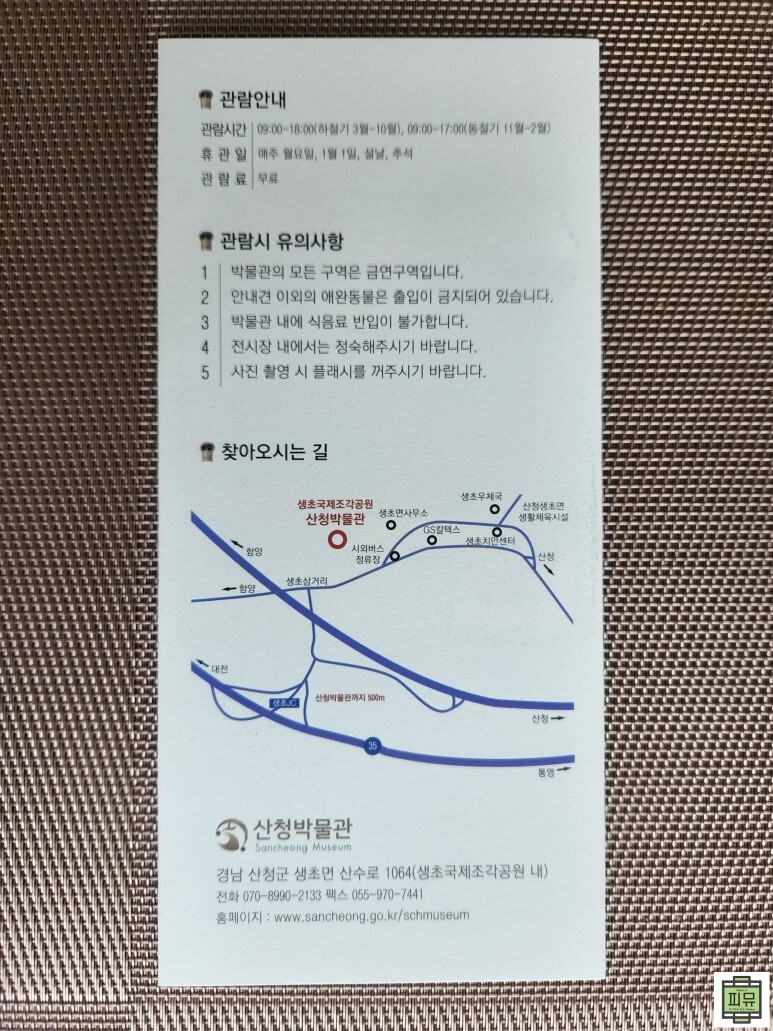 관람안내
관람시간 09:00-18:00(하절기 3월-10월), 09:00-17:00(동절기 11월-2월)
휴 관 일 매주 월요일, 1월 1일, 설날, 추석
관 람 료 무료
관람시 유의사항
1 박물관의 모든 구역은 금연구역입니다.
2 안내견 이외의 애완동물은 출입이 금지되어 있습니다.
3 박물관 내에 식음료 반입이 불가합니다.
4 전시장 내에서는 정숙해주시기 바랍니다.
5 사진 촬영 시 플래시를 꺼주시기 바랍니다.
찾아오시는 길
생초국제조각공원
산청박물관
생초면사무소
생초우체국
산청생초면
생활체육시설
GS칼텍스
생초치안센터
시외버스
정류장
산청
함양
함양
생초삼거리
대전
생초JC
산청박물관까지 500m
산청
35
통영
산청박물관
Sancheong Museum
경남 산청군 생초면 산수로 1064(생초국제조각공원 내)
전화 070-8990-2133 팩스 055-970-7441
홈페이지 : www.sancheong.go.kr/schmuseum
피뮤